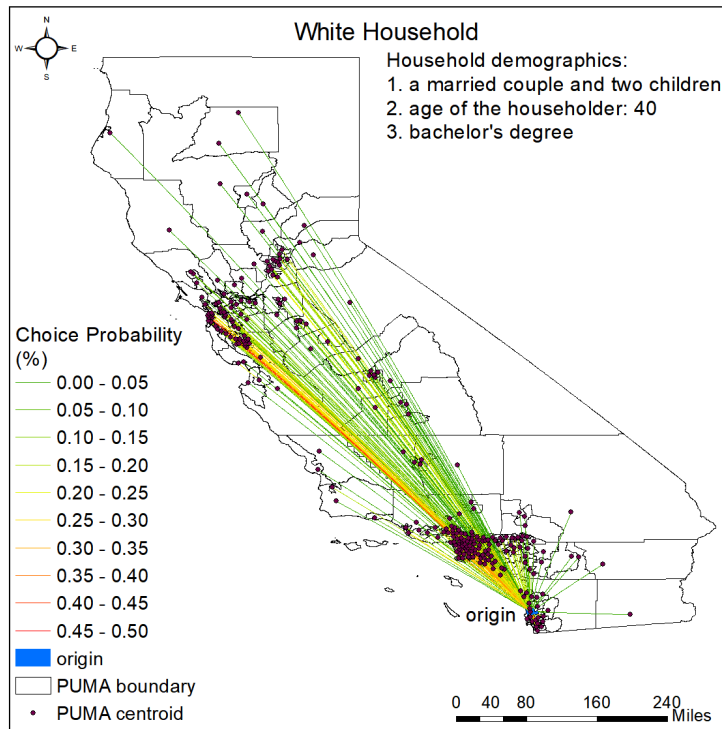 White Household
N
W E
S
Household demographics:
1. a married couple and two children
2. age of the householder: 40
3. bachelor's degree
Choice Probability
(%)
0.00 - 0.05
0.05 - 0.10
0.10 - 0.15
0.15 - 0.20
0.20 - 0.25
0.25 - 0.30
0.30 - 0.35
0.35 - 0.40
0.40 - 0.45
0.45 - 0.50
origin
PUMA boundary
PUMA centroid
origin
0 40 80 160 240
Miles